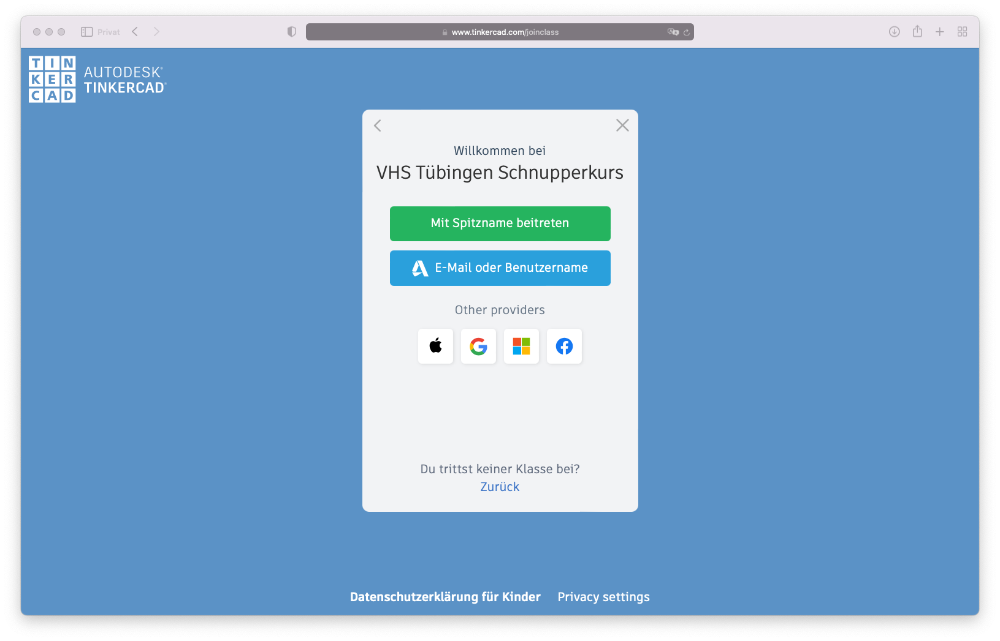 Privat
www.tinkercad.com/joinclass
TIN
KER
CAD
AUTODESK®
TINKERCAD®
Willkommen bei
VHS Tübingen Schnupperkurs
Mit Spitzname beitreten
E-Mail oder Benutzername
Other providers
Du trittst keiner Klasse bei?
Zurück
Datenschutzerklärung für Kinder Privacy settings